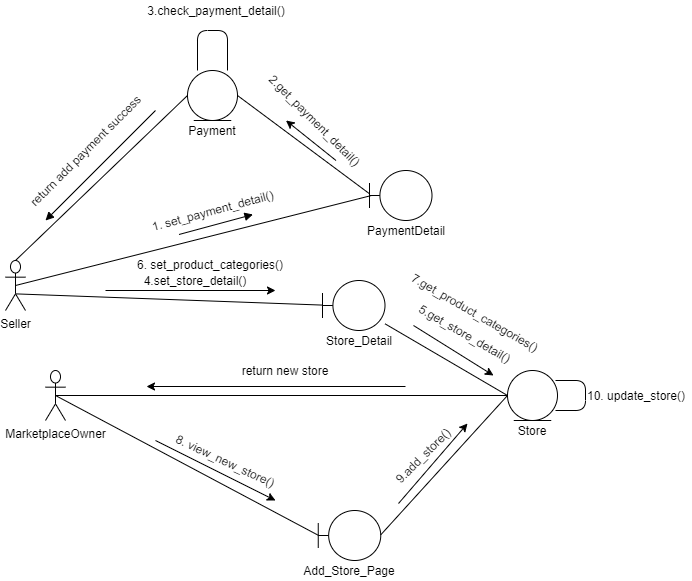 3.check_payment_detail()
2.get_payment_detail()
return add payment success
Payment
1. set_payment_detail()
PaymentDetail
6. set_product_categories()
4.set_store_detail()
7.get_product_categories()
5.get_store_detail()
Seller
Store_Detail
return new store
10. update_store()
MarketplaceOwner
Store
8. view_new_store()
9.add_store()
Add_Store_Page